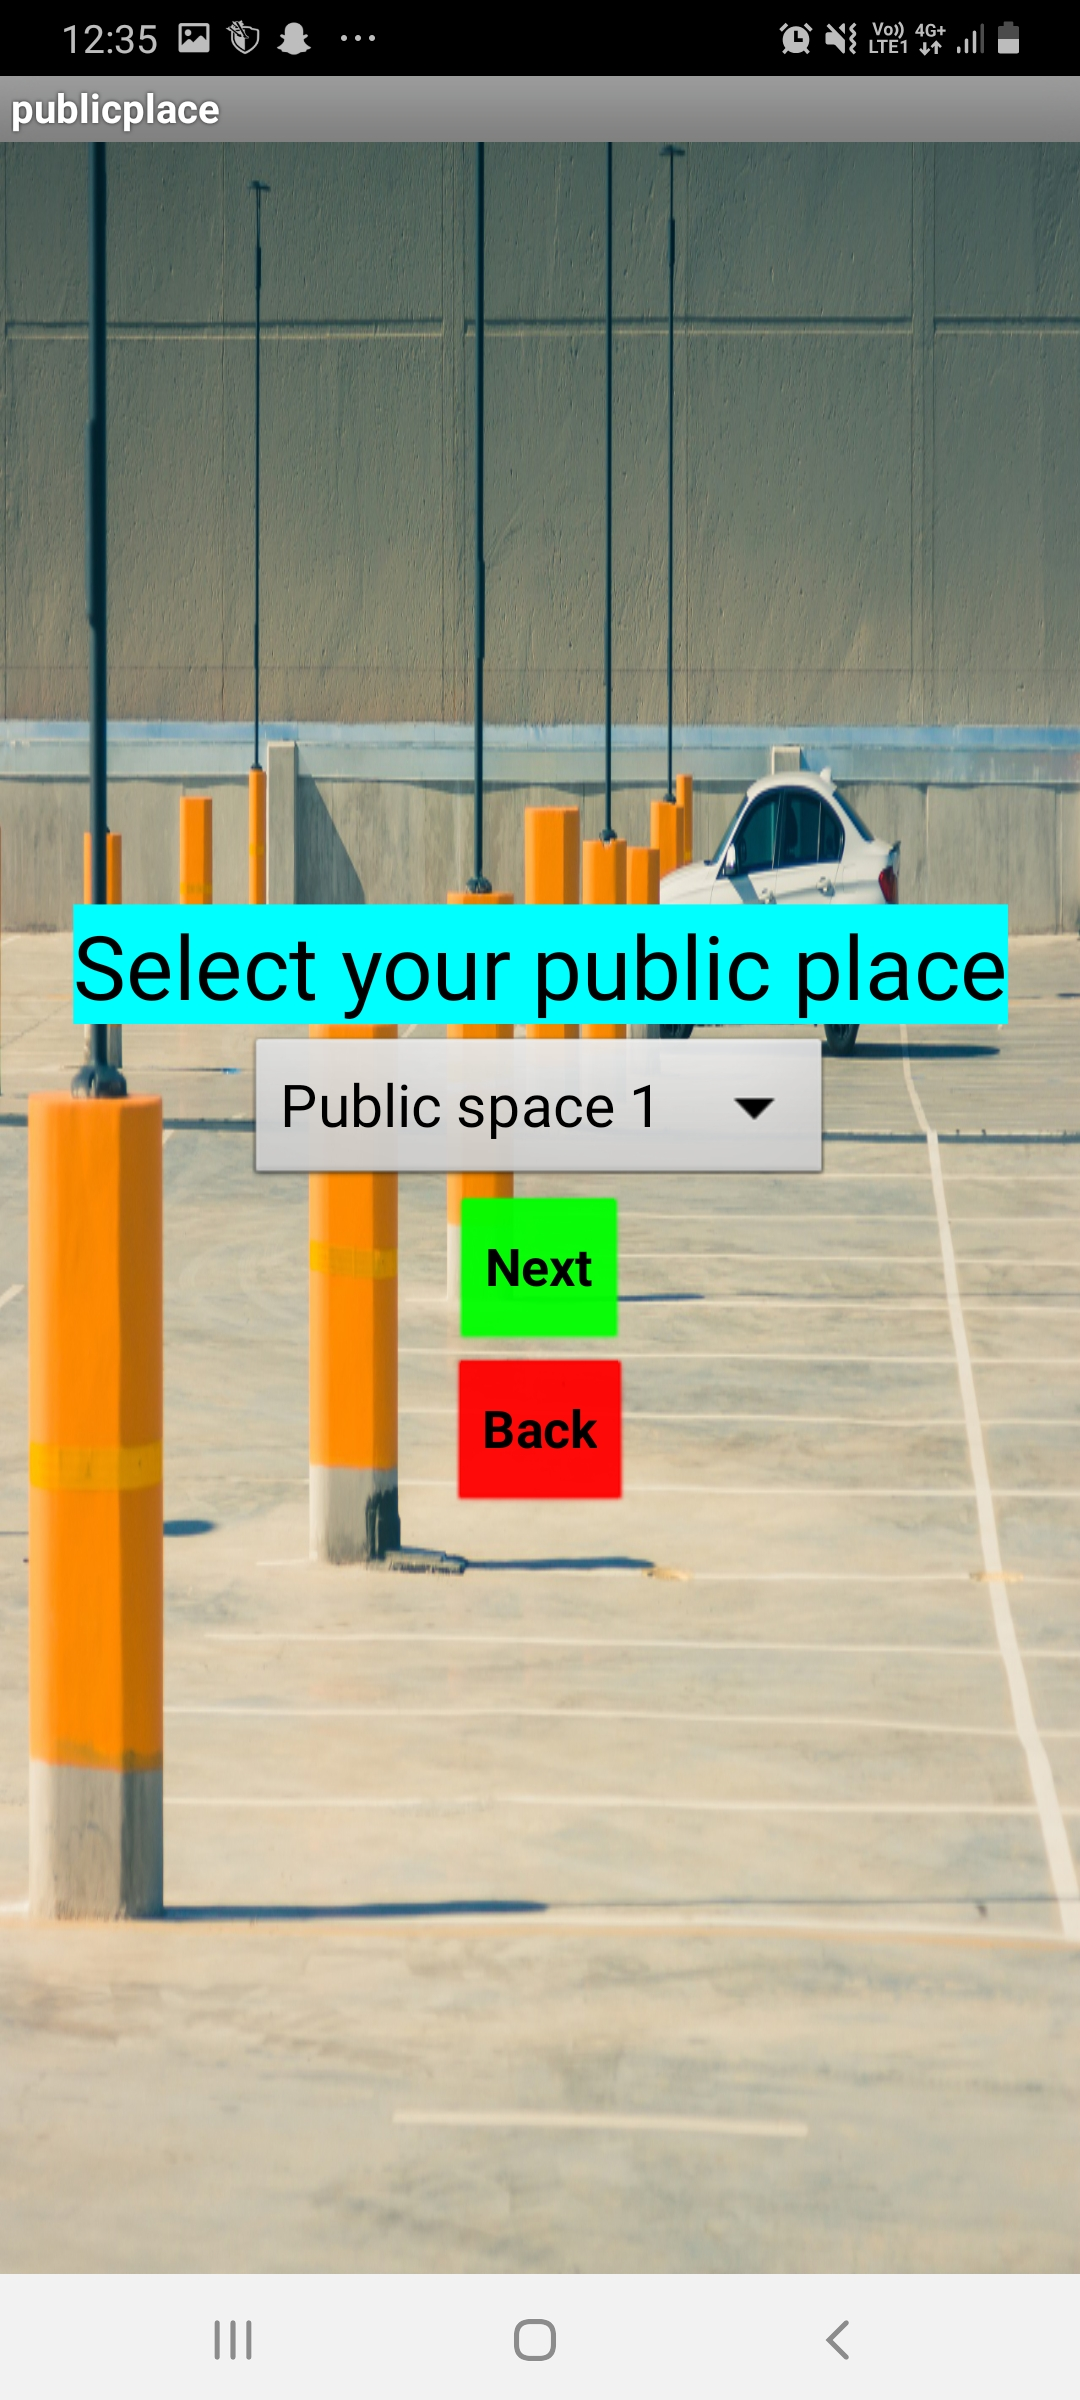 12:35
Vo)) LTE1 4G+
publicplace
Select your public place
Public space 1
Next
Back